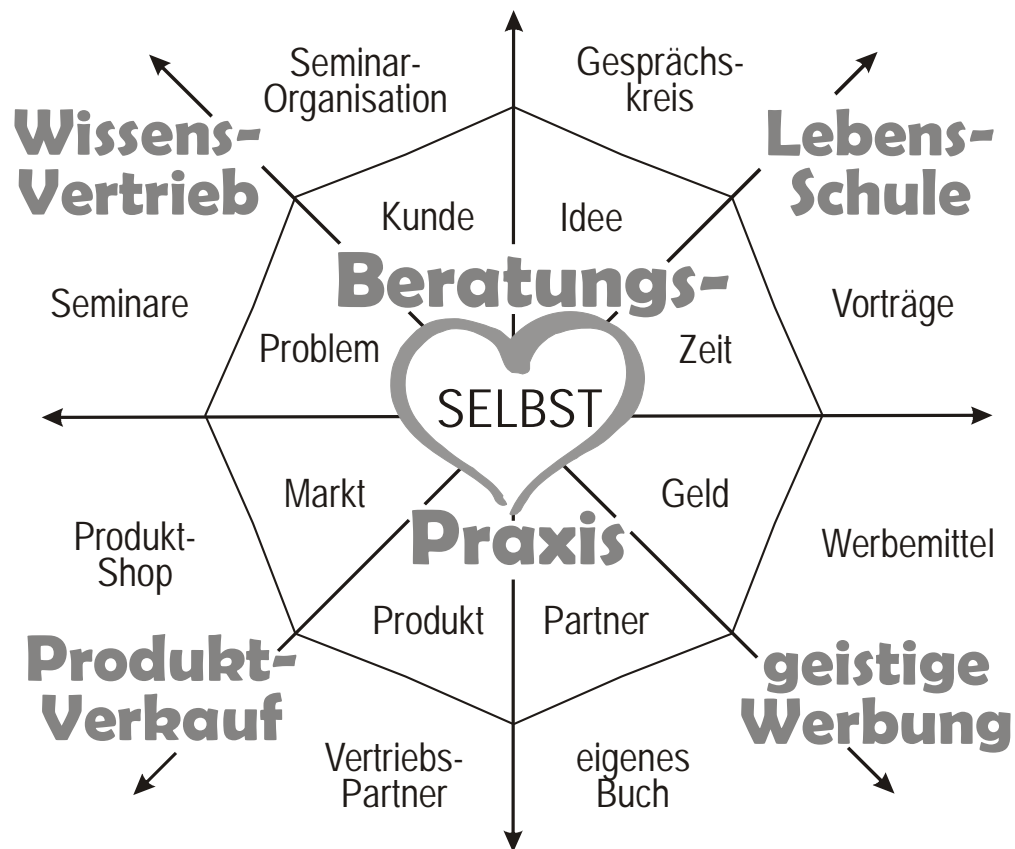 Seminar-
Organisation
Gesprächs-
kreis
Wissens-
Vertrieb
Lebens-
Schule
Kunde
Idee
Beratungs-
Seminare
Problem
Zeit
Vorträge
SELBST
Markt
Geld
Praxis
Produkt-
Shop
Werbemittel
Produkt
Partner
Produkt-
Verkauf
geistige
Werbung
Vertriebs-
Partner
eigenes
Buch